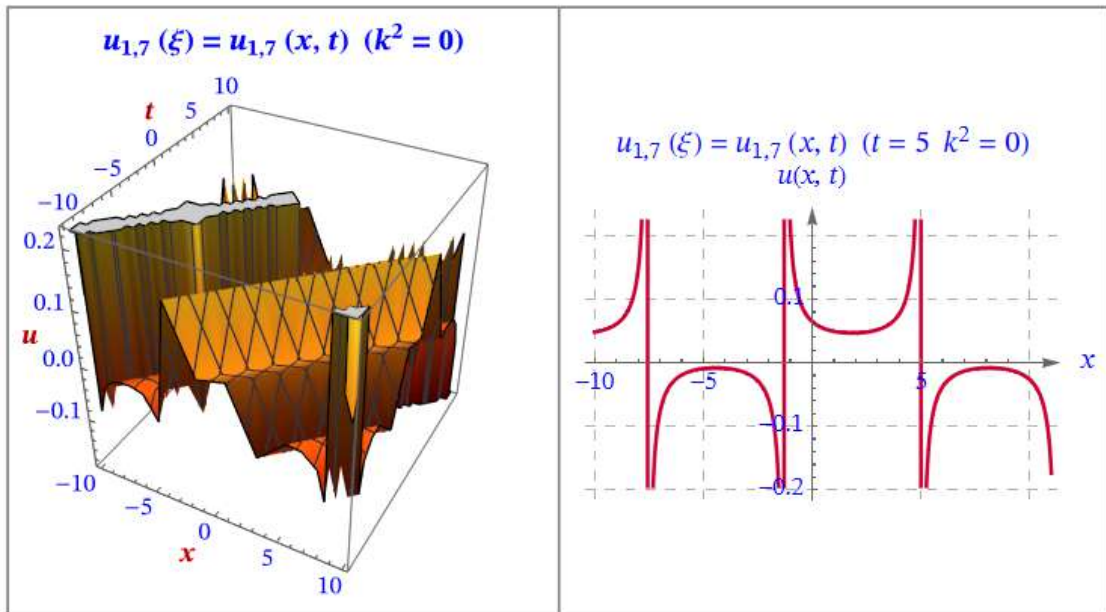 u1,7 (ξ) = u1,7 (x, t) (k² = 0)
10
t
5
0
−5
−10
0.2
0.1
u
0.0
−0.1
−10
−5
0
x
5
10
u1,7 (ξ) = u1,7 (x, t) (t = 5 k² = 0)
u(x, t)
0.1
x
−10
−5
5
−0.1
−0.2